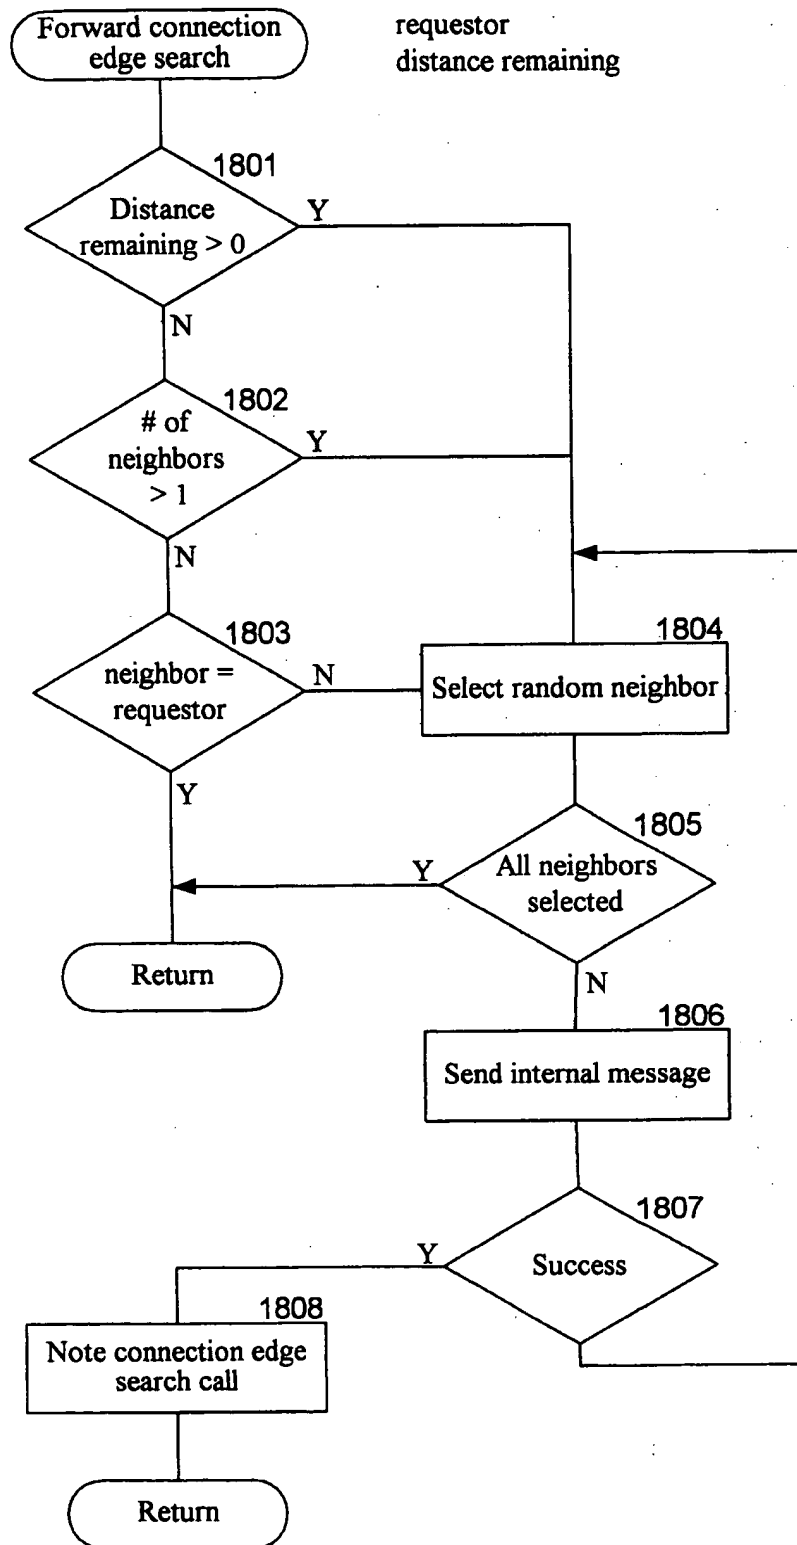 Forward connection
edge search
requestor
distance remaining
1801
Distance
remaining > 0
Y
N
1802
# of
neighbors
> 1
Y
N
1803
neighbor =
requestor
N
Y
1804
Select random neighbor
1805
All neighbors
selected
Y
N
Return
1806
Send internal message
1807
Success
Y
1808
Note connection edge
search call
Return